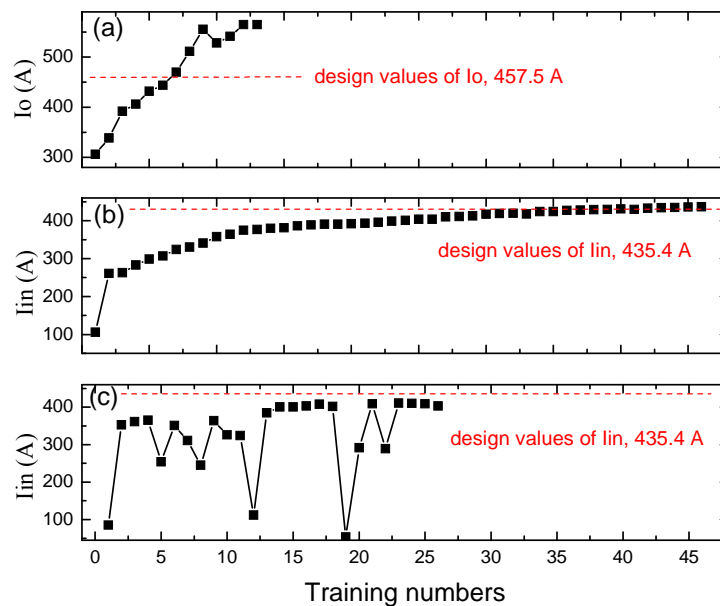 (a)
500
400
300
Io (A)
design values of Io, 457.5 A
(b)
400
300
200
100
Iin (A)
design values of Iin, 435.4 A
(c)
400
300
200
100
Iin (A)
design values of Iin, 435.4 A
0 5 10 15 20 25 30 35 40 45
Training numbers